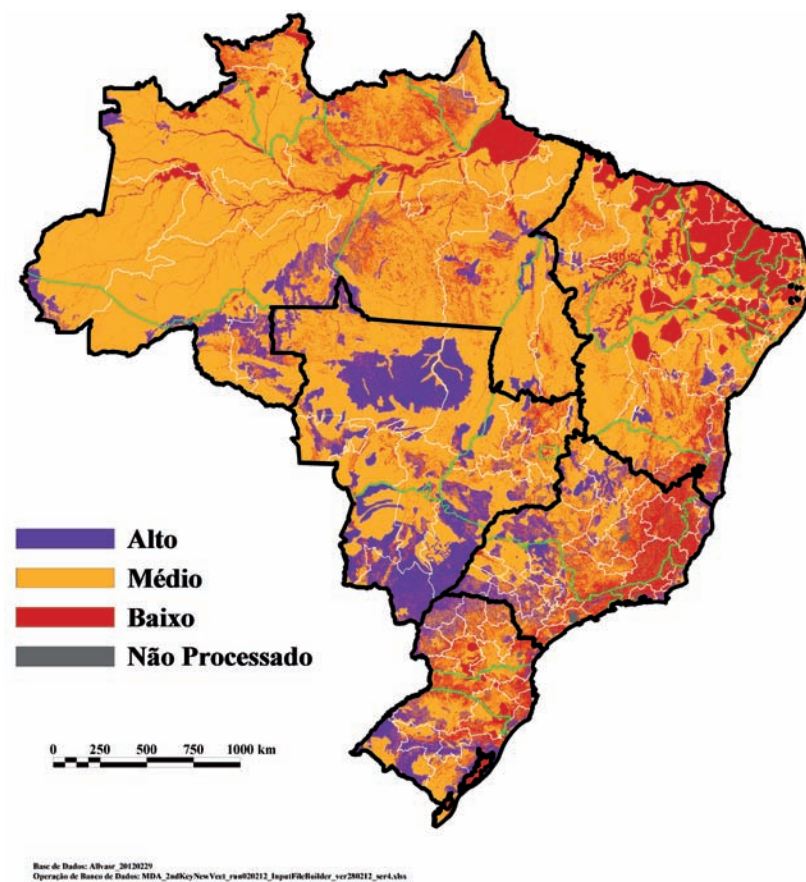 Alto
Médio
Baixo
Não Processado
0 250 500 750 1000 km
Base de Dados: Allvasr_20120229
Operação de Banco de Dados: MDA_2ndKeyNewVect_run020212_InputFileBuilder_ver280212_ser4.xlsx